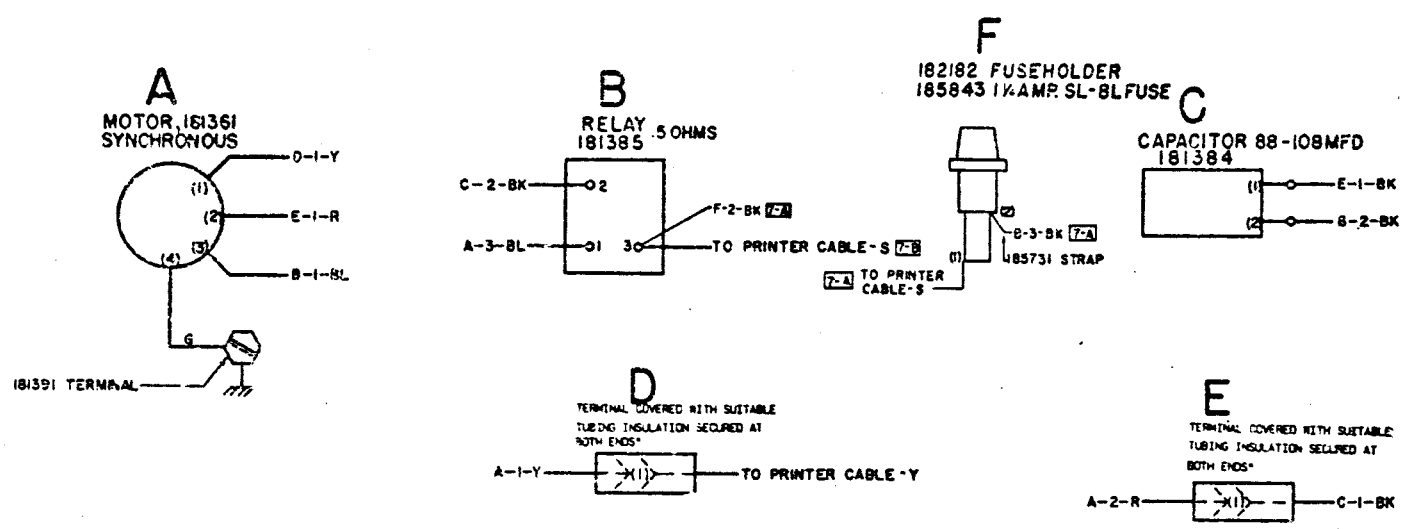 A
MOTOR, 181361
SYNCHRONOUS
D-1-Y
(1)
(2)
E-1-R
(3)
(4)
B-1-BL
G
181391 TERMINAL
B
RELAY .5 OHMS
181385
C-2-BK
2
F-2-BK 7-A
A-3-BL
1
3
TO PRINTER CABLE-S 7-B
F
182182 FUSEHOLDER
185843 1¼ AMP. SL-BL FUSE
(2)
B-3-BK 7-A
(1)
185731 STRAP
7-A TO PRINTER
CABLE-S
C
CAPACITOR 88-108MFD
181384
(1)
E-1-BK
(2)
B-2-BK
D
TERMINAL COVERED WITH SUITABLE
TUBING INSULATION SECURED AT
BOTH ENDS*
A-1-Y
(1)
TO PRINTER CABLE-Y
E
TERMINAL COVERED WITH SUITABLE
TUBING INSULATION SECURED AT
BOTH ENDS*
A-2-R
(1)
C-1-BK